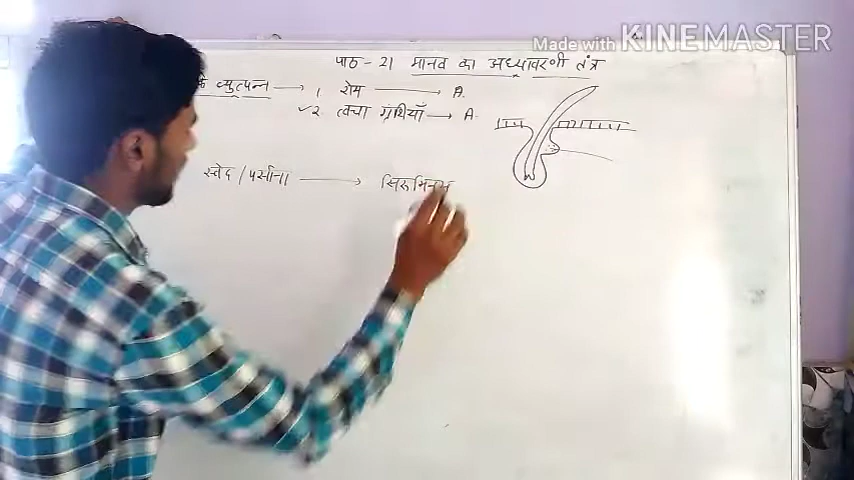 Made with KINEMASTER
पाठ - 21 मानव का अध्यावरणी तंत्र
के व्युत्पन्न → 1. रोम → A.
✓2. त्वचा ग्रंथियाँ → A.
स्वेद / पसीना → सिरुमिनस